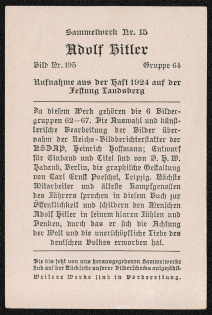 Sammelwerk Nr. 15
Adolf Hitler
Bild Nr. 195 Gruppe 64
Aufnahme aus der Haft 1924 auf der
Festung Landsberg
Zu diesem Werk gehören die 6 Bilder-
gruppen 62–67. Die Auswahl und künst-
lerische Bearbeitung der Bilder über-
nahm der Reichs-Bildberichterstatter der
NSDAP, Heinrich Hoffmann; Entwurf
für Einband und Titel sind von O. H. W.
Hadank, Berlin, die graphische Gestaltung
von Carl Ernst Poeschel, Leipzig. Nächste
Mitarbeiter und älteste Kampfgenossen
des Führers sprechen in diesem Buch zur
Öffentlichkeit und schildern den Menschen
Adolf Hitler in seinem klaren Fühlen und
Denken, durch das er sich die Achtung
der Welt und die unerschöpfliche Liebe des
deutschen Volkes erworben hat.
Die bis jetzt von uns herausgegebenen Sammelwerke
sind auf der Rückseite unserer Bilderschecks aufgezählt.
Weitere Werke sind in Vorbereitung.